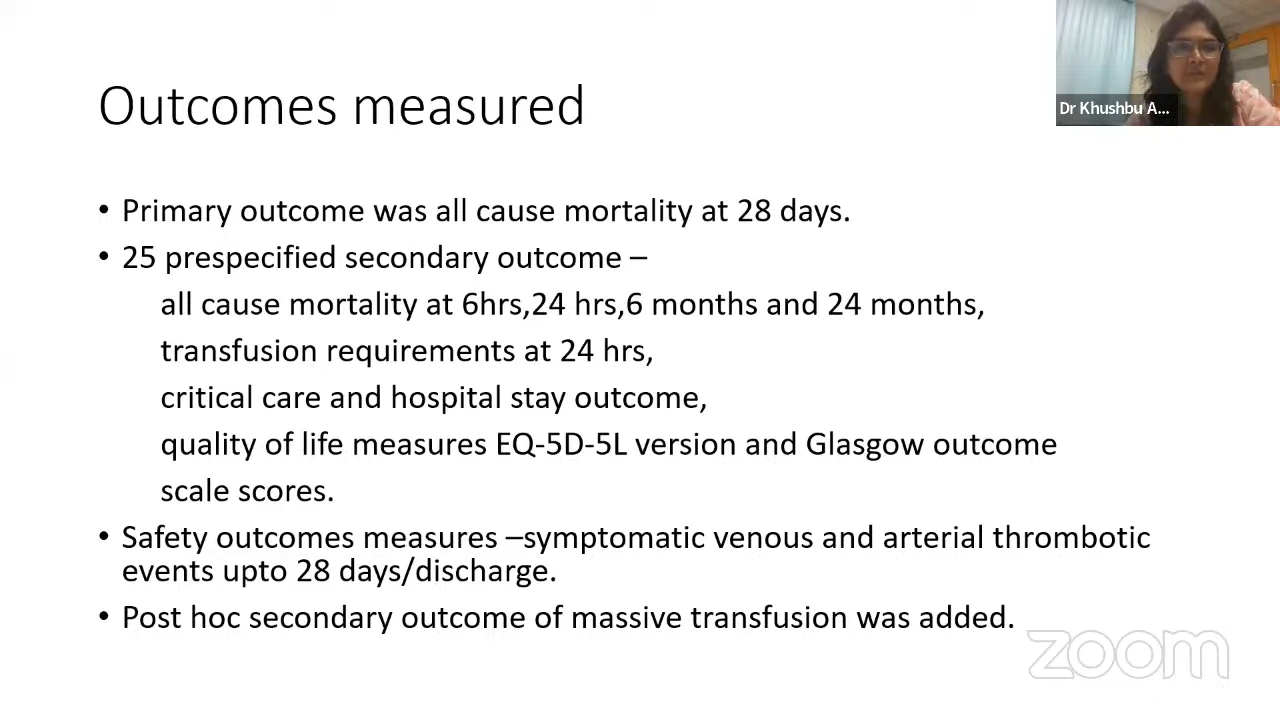 Outcomes measured
Dr Khushbu A...
• Primary outcome was all cause mortality at 28 days.
• 25 prespecified secondary outcome –
all cause mortality at 6hrs,24 hrs,6 months and 24 months,
transfusion requirements at 24 hrs,
critical care and hospital stay outcome,
quality of life measures EQ-5D-5L version and Glasgow outcome
scale scores.
• Safety outcomes measures –symptomatic venous and arterial thrombotic
events upto 28 days/discharge.
• Post hoc secondary outcome of massive transfusion was added.
zoom